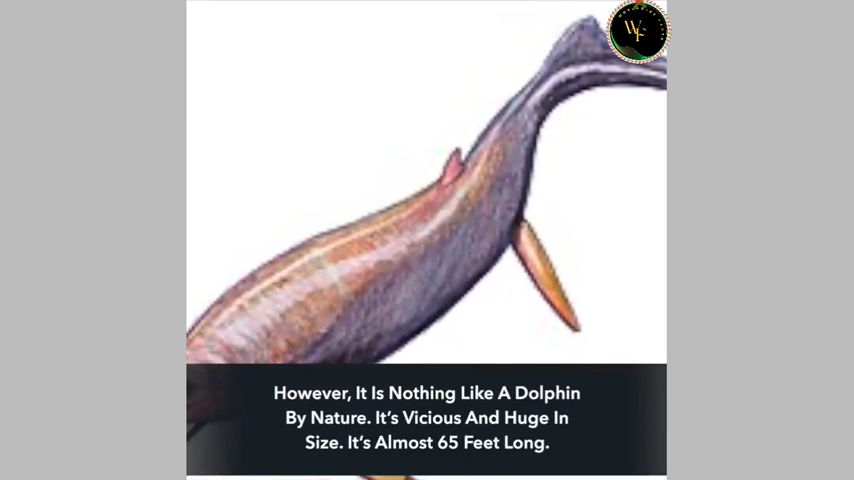 WF
However, It Is Nothing Like A Dolphin
By Nature. It's Vicious And Huge In
Size. It's Almost 65 Feet Long.